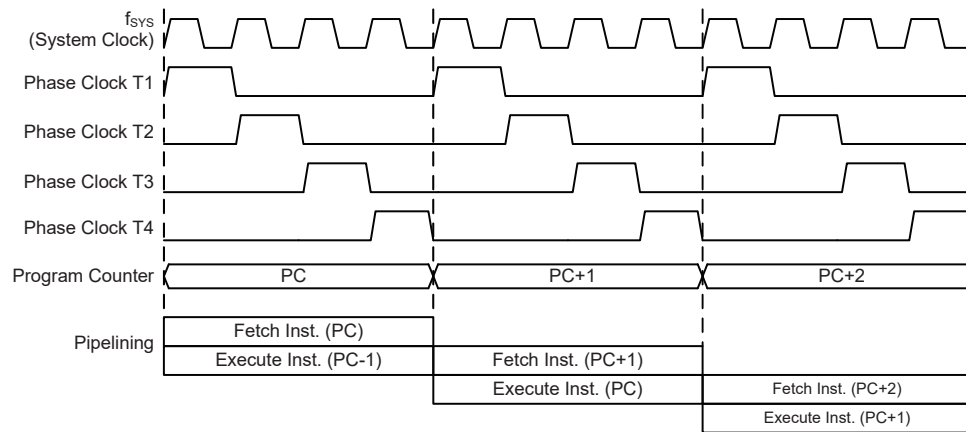 fSYS
(System Clock)
Phase Clock T1
Phase Clock T2
Phase Clock T3
Phase Clock T4
Program Counter PC PC+1 PC+2
Pipelining
Fetch Inst. (PC)
Execute Inst. (PC-1) Fetch Inst. (PC+1)
Execute Inst. (PC) Fetch Inst. (PC+2)
Execute Inst. (PC+1)